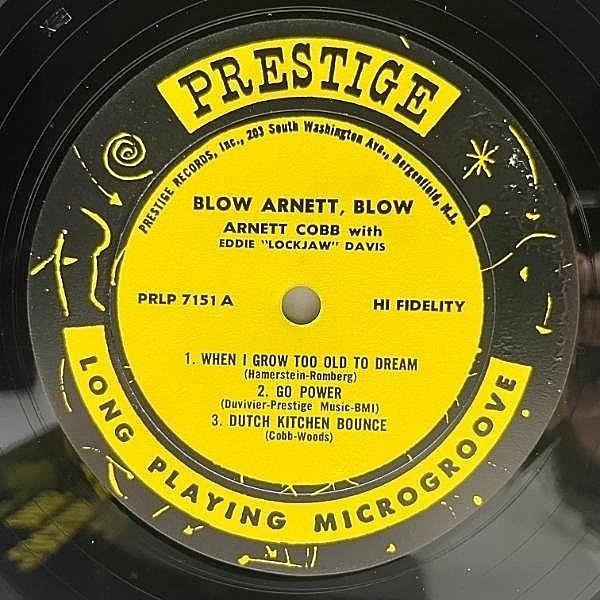 PRESTIGE
PRESTIGE RECORDS, Inc., 203 South Washington Ave., Bergenfield, N.J.
BLOW ARNETT, BLOW
ARNETT COBB with
EDDIE "LOCKJAW" DAVIS
PRLP 7151 A
HI FIDELITY
1. WHEN I GROW TOO OLD TO DREAM
(Hamerstein-Romberg)
2. GO POWER
(Duvivier-Prestige Music-BMI)
3. DUTCH KITCHEN BOUNCE
(Cobb-Woods)
LONG PLAYING MICROGROOVE